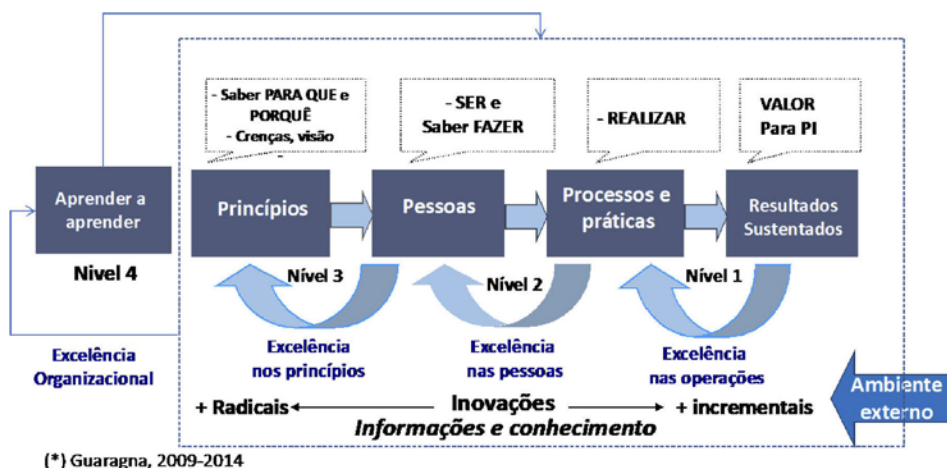 - Saber PARA QUE e
PORQUÊ
- Crenças, visão
-
- SER e
Saber FAZER
- REALIZAR
VALOR
Para PI
Aprender a
aprender
Nivel 4
Princípios
Pessoas
Processos e
práticas
Resultados
Sustentados
Nível 3
Nível 2
Nível 1
Excelência
Organizacional
Excelência
nos princípios
Excelência
nas pessoas
Excelência
nas operações
Ambiente
externo
+ Radicais
Inovações
+ incrementais
Informações e conhecimento
(*) Guaragna, 2009-2014